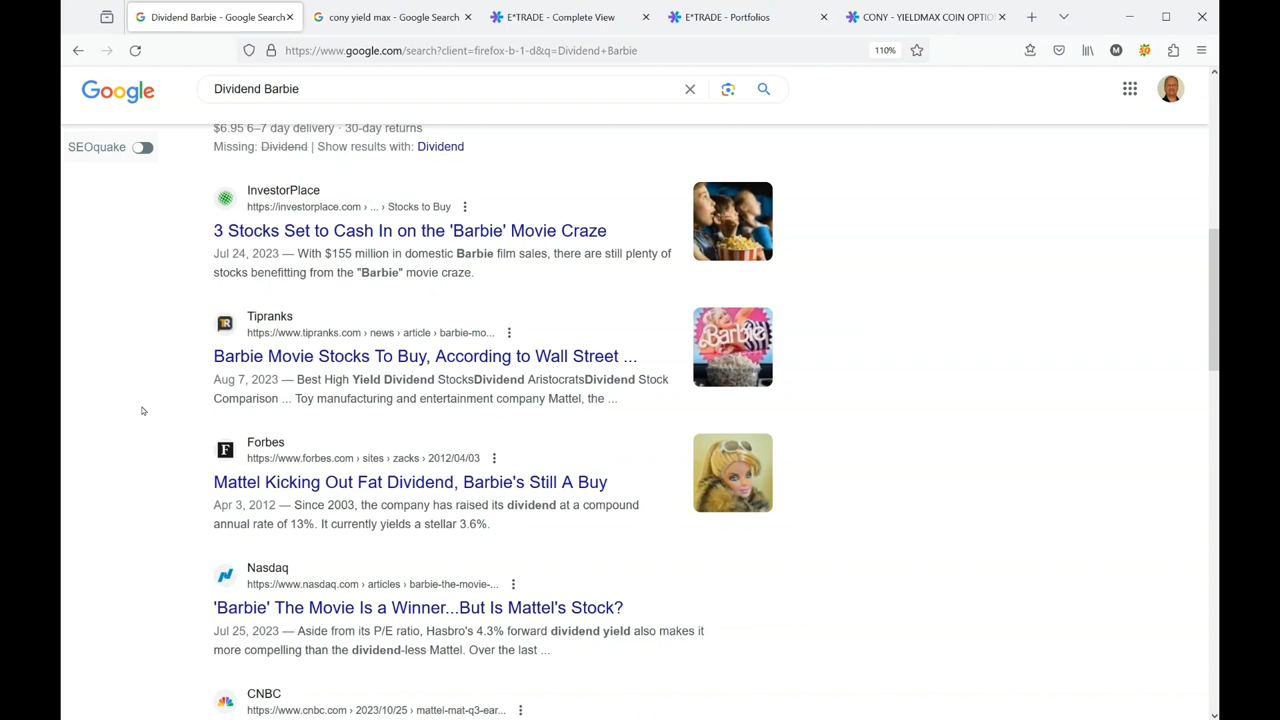 Dividend Barbie - Google Search
cony yield max - Google Search
E*TRADE - Complete View
E*TRADE - Portfolios
CONY - YIELDMAX COIN OPTIO
https://www.google.com/search?client=firefox-b-1-d&q=Dividend+Barbie
110%
M
Google
Dividend Barbie
SEOquake
$6.95 6–7 day delivery · 30-day returns
Missing: Dividend | Show results with: Dividend
InvestorPlace
https://investorplace.com › ... › Stocks to Buy
3 Stocks Set to Cash In on the 'Barbie' Movie Craze
Jul 24, 2023 — With $155 million in domestic Barbie film sales, there are still plenty of
stocks benefitting from the "Barbie" movie craze.
TR
Tipranks
https://www.tipranks.com › news › article › barbie-mo...
Barbie Movie Stocks To Buy, According to Wall Street ...
Aug 7, 2023 — Best High Yield Dividend StocksDividend AristocratsDividend Stock
Comparison ... Toy manufacturing and entertainment company Mattel, the ...
Barbie
F
Forbes
https://www.forbes.com › sites › zacks › 2012/04/03
Mattel Kicking Out Fat Dividend, Barbie's Still A Buy
Apr 3, 2012 — Since 2003, the company has raised its dividend at a compound
annual rate of 13%. It currently yields a stellar 3.6%.
Nasdaq
https://www.nasdaq.com › articles › barbie-the-movie-...
'Barbie' The Movie Is a Winner...But Is Mattel's Stock?
Jul 25, 2023 — Aside from its P/E ratio, Hasbro's 4.3% forward dividend yield also makes it
more compelling than the dividend-less Mattel. Over the last ...
CNBC
https://www.cnbc.com › 2023/10/25 › mattel-mat-q3-ear...